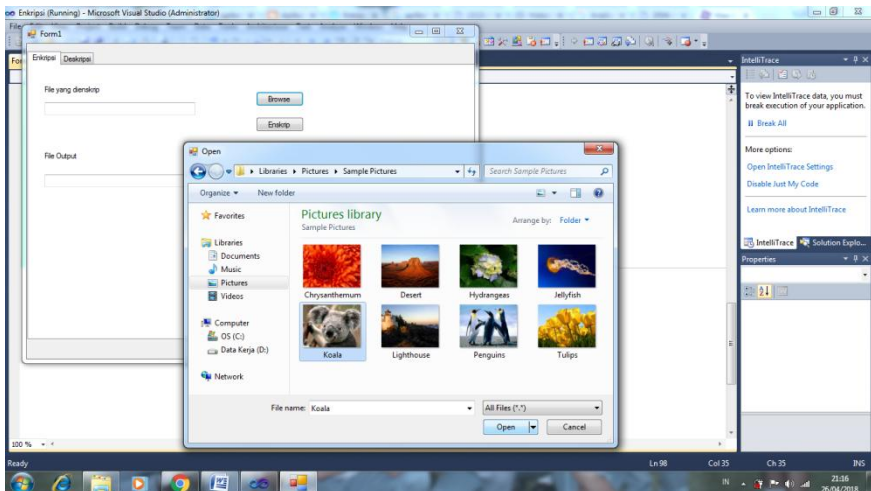 Enkripsi (Running) - Microsoft Visual Studio (Administrator)
Form1
Enkripsi Deskripsi
File yang dienskrip
Browse
Enskrip
File Output
Open
Libraries Pictures Sample Pictures
Search Sample Pictures
Organize New folder
Favorites
Libraries
Documents
Music
Pictures
Videos
Computer
OS (C:)
Data Kerja (D:)
Network
Pictures library
Sample Pictures
Arrange by: Folder
Chrysanthemum Desert Hydrangeas Jellyfish
Koala Lighthouse Penguins Tulips
File name: Koala
All Files (*.*)
Open Cancel
IntelliTrace
To view IntelliTrace data, you must
break execution of your application.
Break All
More options:
Open IntelliTrace Settings
Disable Just My Code
Learn more about IntelliTrace
IntelliTrace Solution Explo...
Properties
100 %
Ready Ln 98 Col 35 Ch 35 INS
IN 21:16
26/04/2018